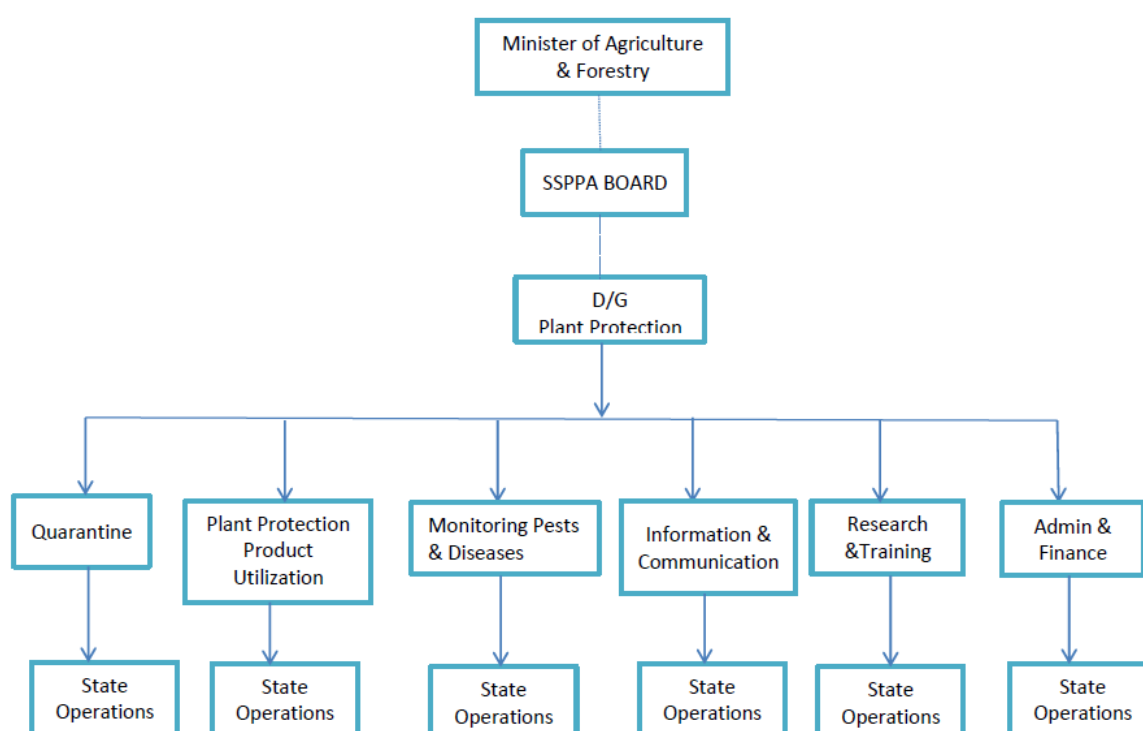 Minister of Agriculture
& Forestry
SSPPA BOARD
D/G
Plant Protection
Quarantine
Plant Protection
Product
Utilization
Monitoring Pests
& Diseases
Information &
Communication
Research
&Training
Admin &
Finance
State
Operations
State
Operations
State
Operations
State
Operations
State
Operations
State
Operations